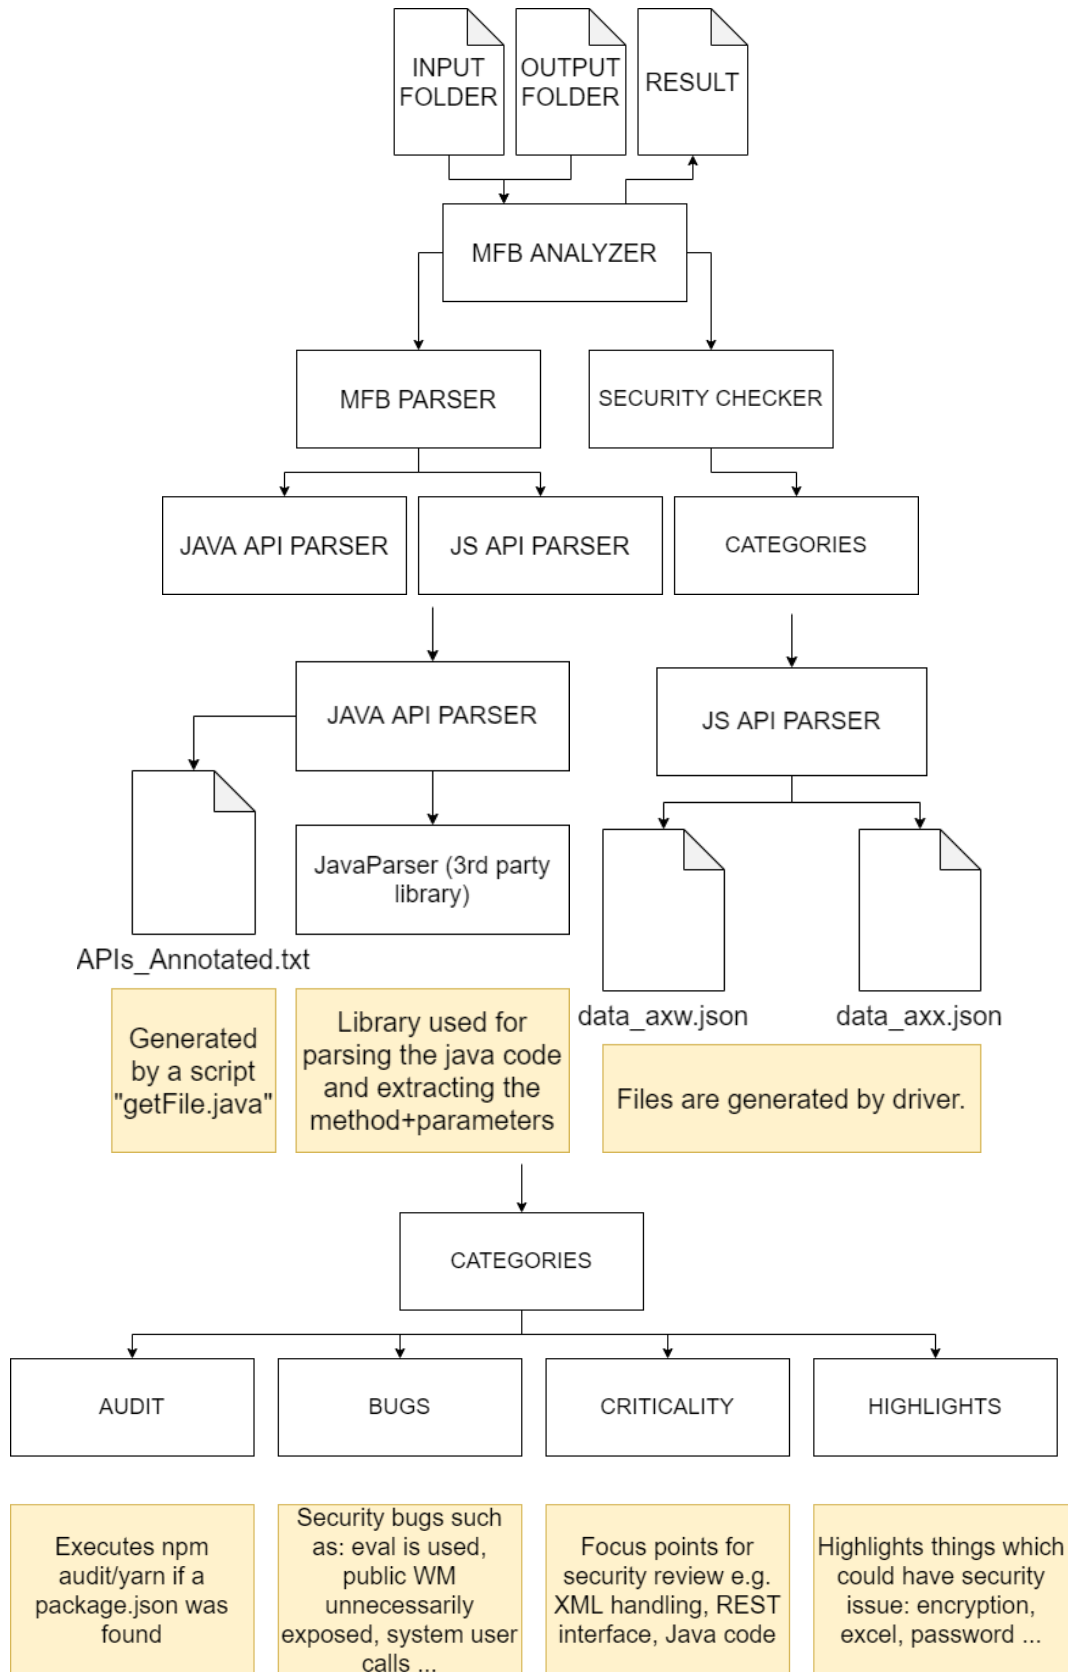 INPUT
FOLDER
OUTPUT
FOLDER
RESULT
MFB ANALYZER
MFB PARSER
SECURITY CHECKER
JAVA API PARSER
JS API PARSER
CATEGORIES
JAVA API PARSER
JS API PARSER
JavaParser (3rd party
library)
APIs_Annotated.txt
data_axw.json
data_axx.json
Generated
by a script
"getFile.java"
Library used for
parsing the java code
and extracting the
method+parameters
Files are generated by driver.
CATEGORIES
AUDIT
BUGS
CRITICALITY
HIGHLIGHTS
Executes npm
audit/yarn if a
package.json was
found
Security bugs such
as: eval is used,
public WM
unnecessarily
exposed, system user
calls ...
Focus points for
security review e.g.
XML handling, REST
interface, Java code
Highlights things which
could have security
issue: encryption,
excel, password ...